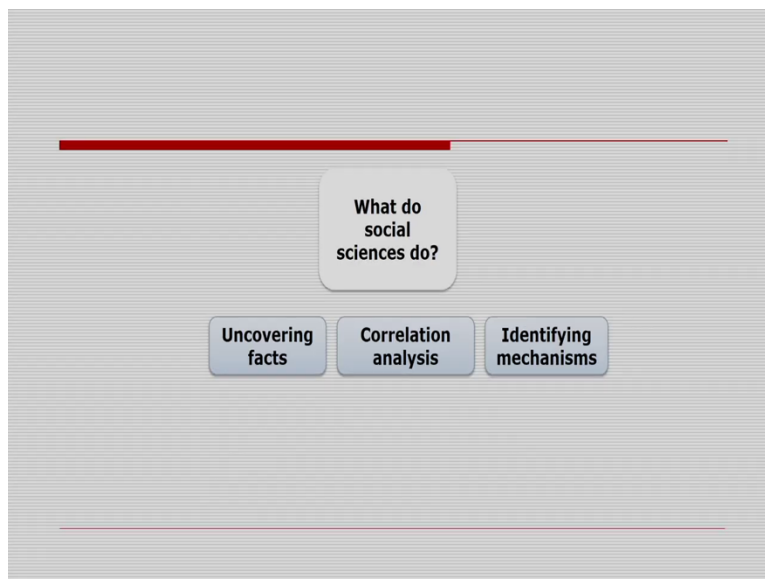 What do
social
sciences do?
Uncovering
facts
Correlation
analysis
Identifying
mechanisms